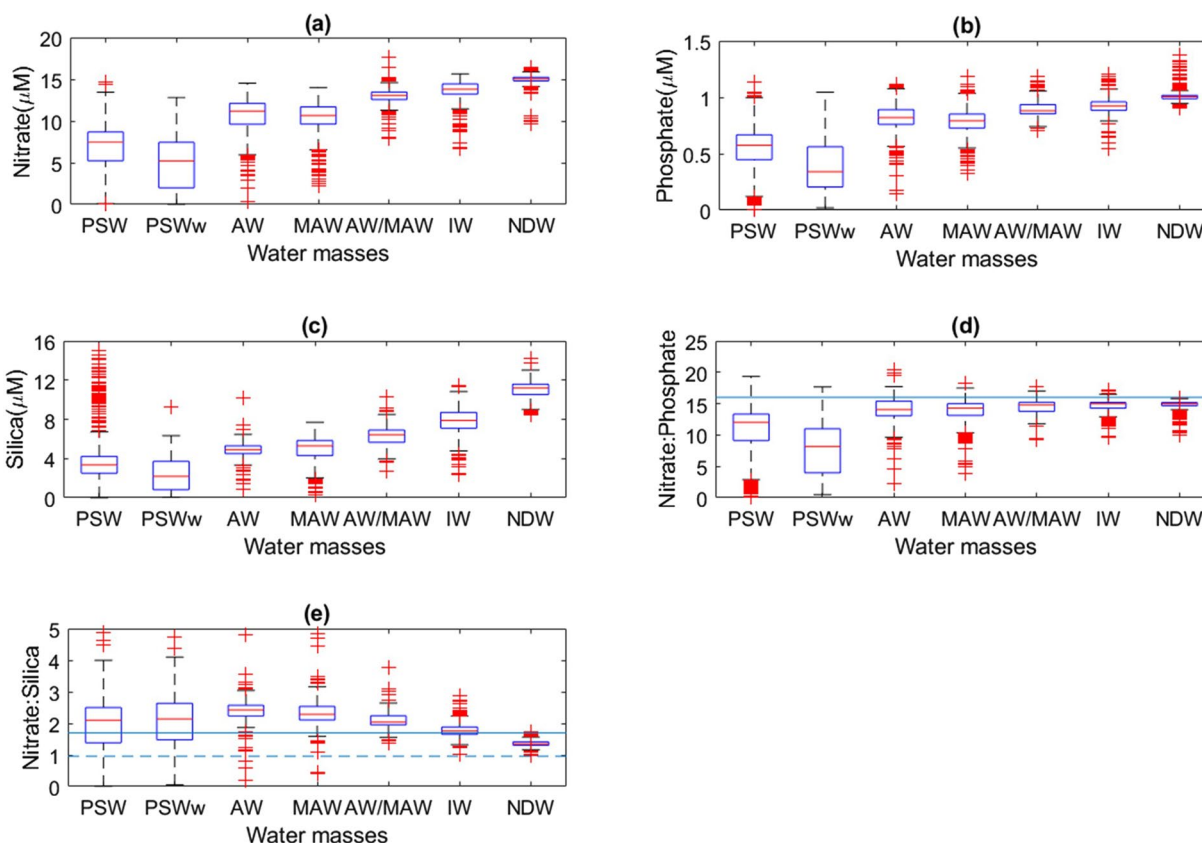 (a)
Nitrate(μM)
20
15
10
5
0
PSW PSWw AW MAW AW/MAW IW NDW
Water masses
(b)
Phosphate(μM)
1.5
1
0.5
0
PSW PSWw AW MAW AW/MAW IW NDW
Water masses
(c)
Silica(μM)
16
12
8
4
0
PSW PSWw AW MAW AW/MAW IW NDW
Water masses
(d)
Nitrate:Phosphate
25
20
15
10
5
0
PSW PSWw AW MAW AW/MAW IW NDW
Water masses
(e)
Nitrate:Silica
5
4
3
2
1
0
PSW PSWw AW MAW AW/MAW IW NDW
Water masses